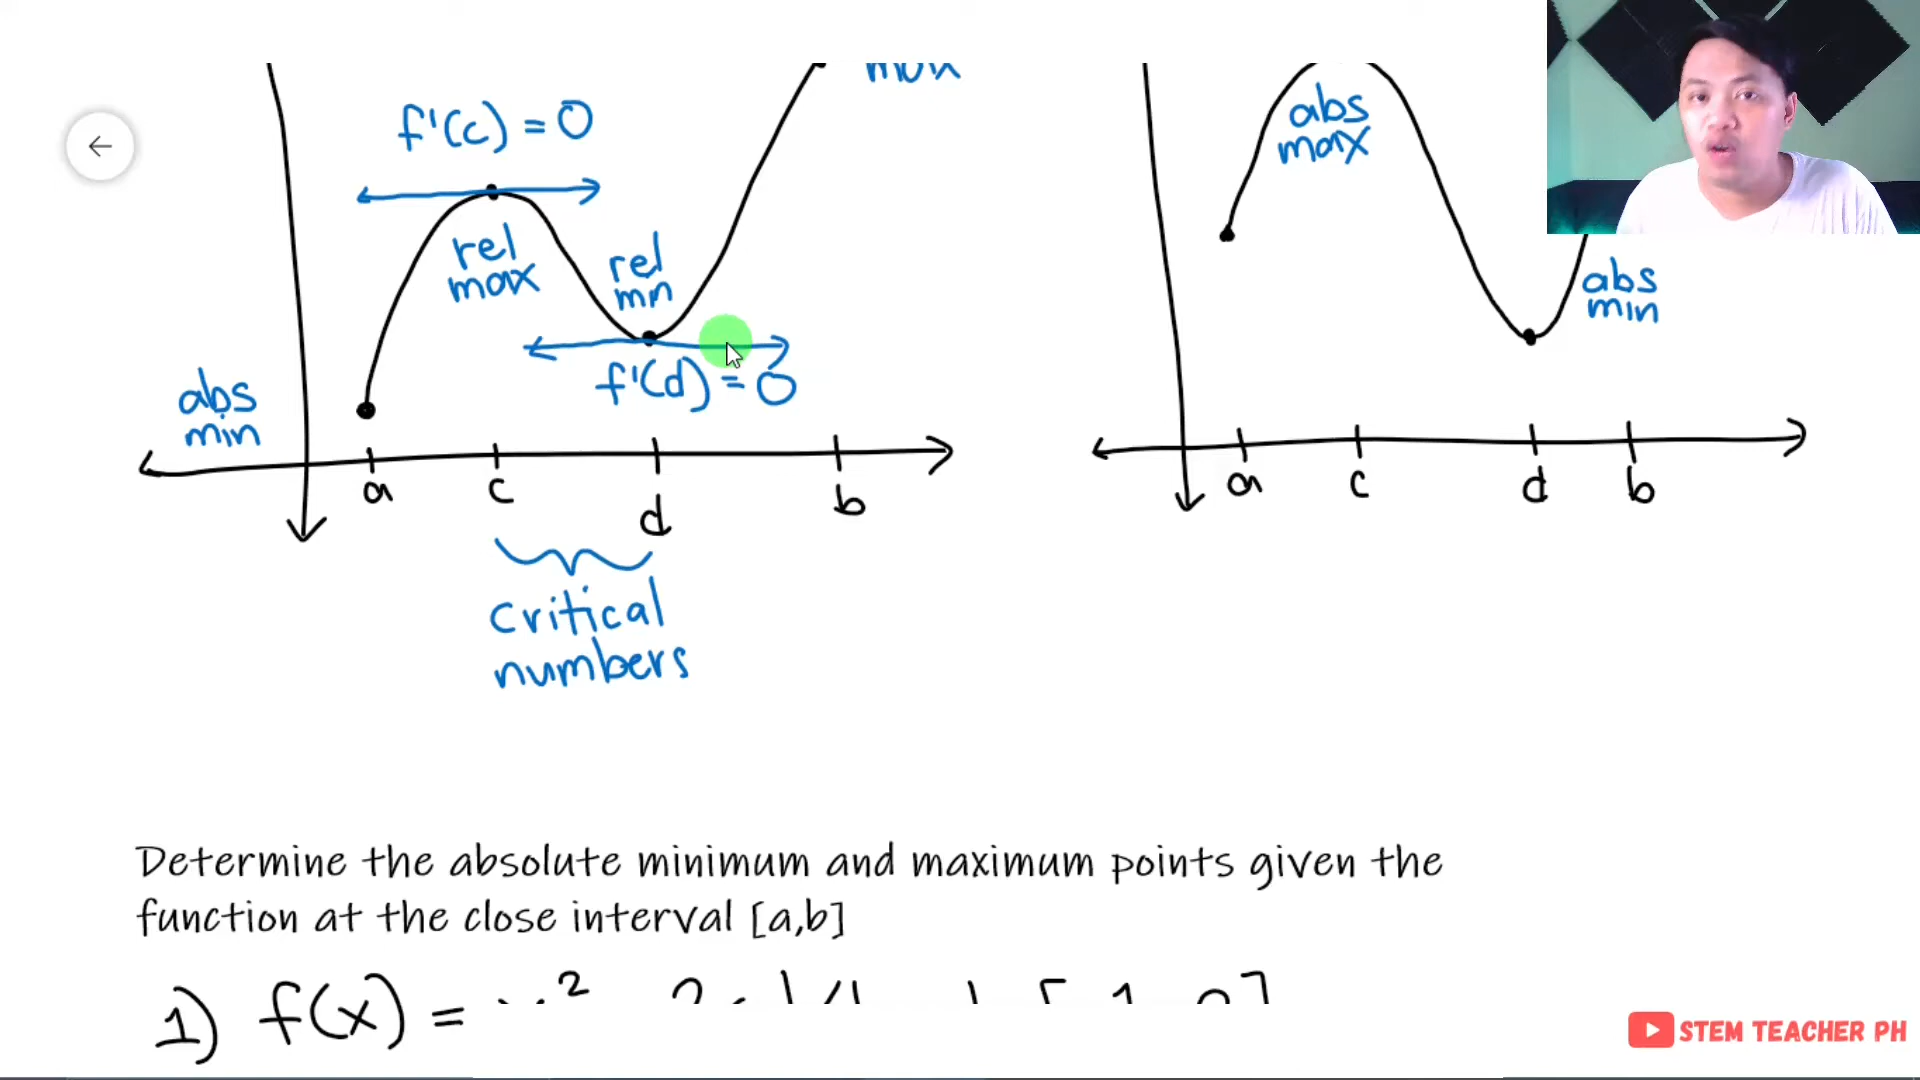 f'(c) = 0
rel
max
rel
min
f'(d) = 0
abs
min
a
c
d
b
critical
numbers
abs
max
abs
min
a
c
d
b
Determine the absolute minimum and maximum points given the
function at the close interval [a,b]
1) f(x) =
STEM TEACHER PH